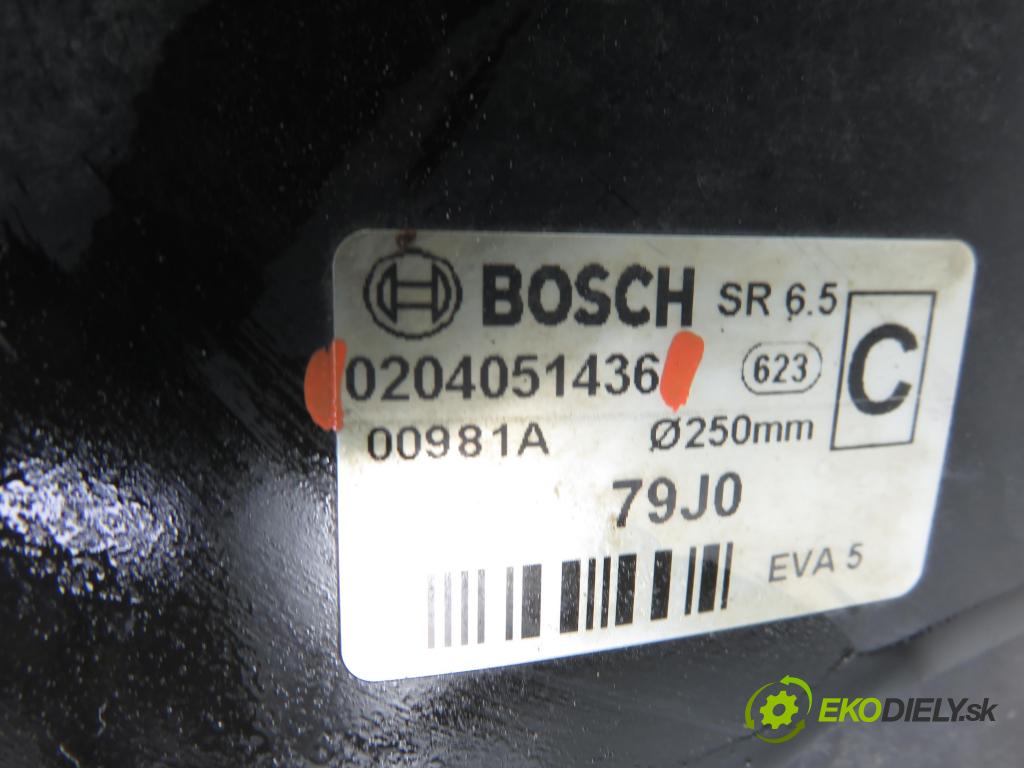 BOSCH SR 6.5
0204051436 623 C
00981A Ø250mm
79J0
EVA 5
EKODIELY.sk